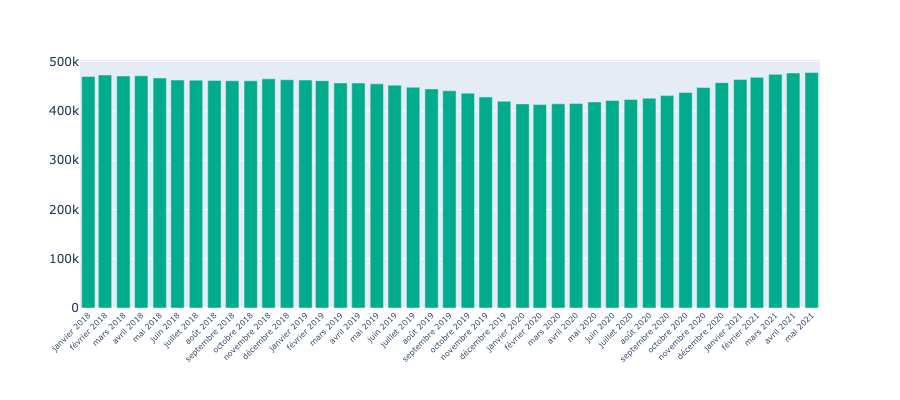 500k
400k
300k
200k
100k
0
janvier 2018
février 2018
mars 2018
avril 2018
mai 2018
juin 2018
juillet 2018
août 2018
septembre 2018
octobre 2018
novembre 2018
décembre 2018
janvier 2019
février 2019
mars 2019
avril 2019
mai 2019
juin 2019
juillet 2019
août 2019
septembre 2019
octobre 2019
novembre 2019
décembre 2019
janvier 2020
février 2020
mars 2020
avril 2020
mai 2020
juin 2020
juillet 2020
août 2020
septembre 2020
octobre 2020
novembre 2020
décembre 2020
janvier 2021
février 2021
mars 2021
avril 2021
mai 2021